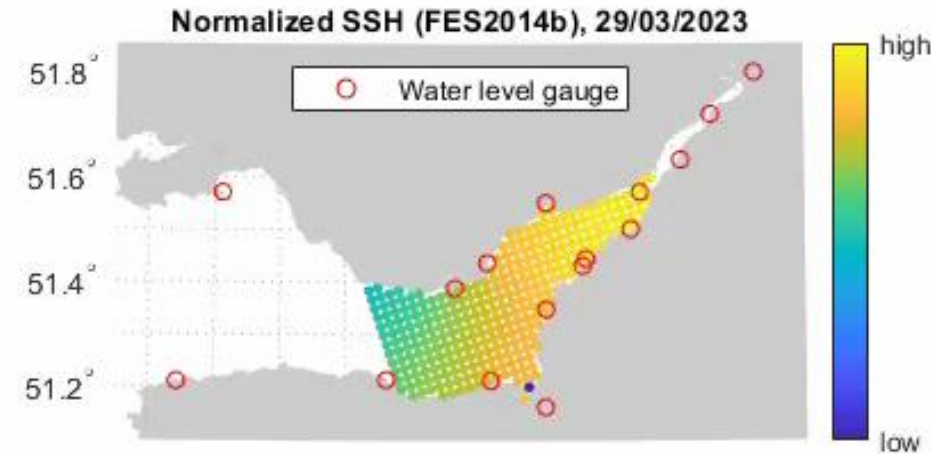 Normalized SSH (FES2014b), 29/03/2023
Water level gauge
51.8°
51.6°
51.4°
51.2°
high
low